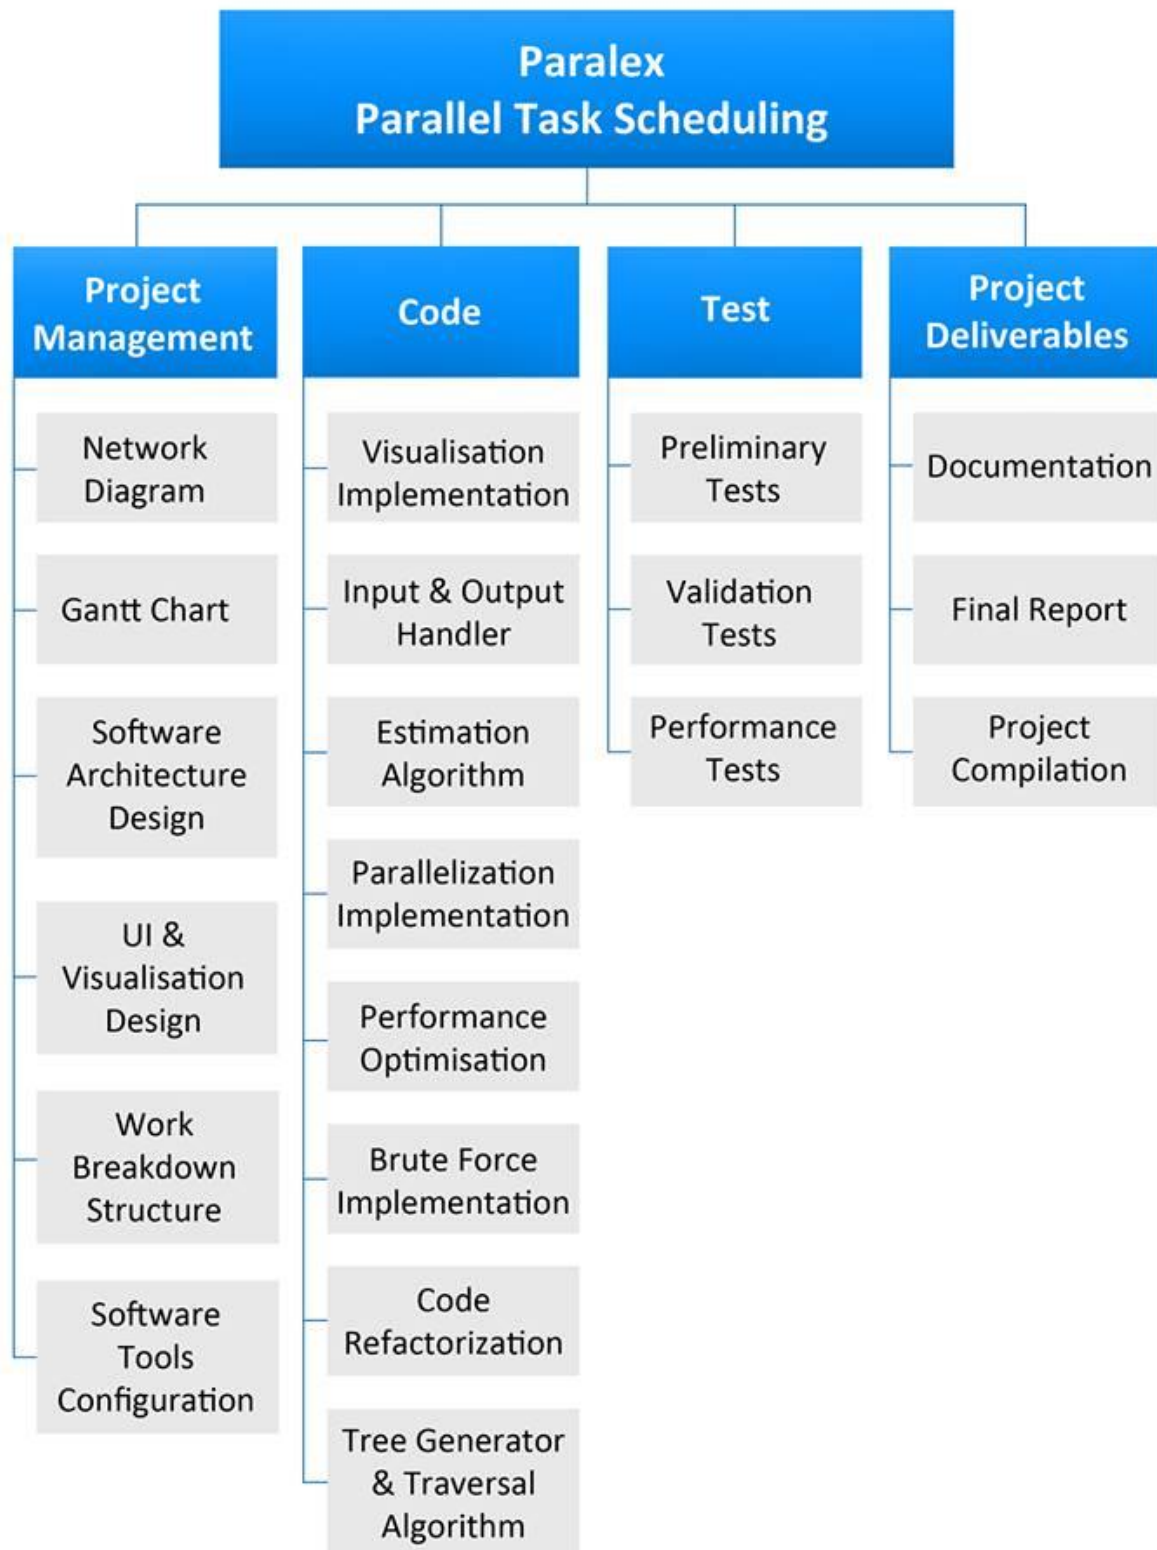 Paralex
Parallel Task Scheduling
Project
Management
Network
Diagram
Gantt Chart
Software
Architecture
Design
UI &
Visualisation
Design
Work
Breakdown
Structure
Software
Tools
Configuration
Code
Visualisation
Implementation
Input & Output
Handler
Estimation
Algorithm
Parallelization
Implementation
Performance
Optimisation
Brute Force
Implementation
Code
Refactorization
Tree Generator
& Traversal
Algorithm
Test
Preliminary
Tests
Validation
Tests
Performance
Tests
Project
Deliverables
Documentation
Final Report
Project
Compilation